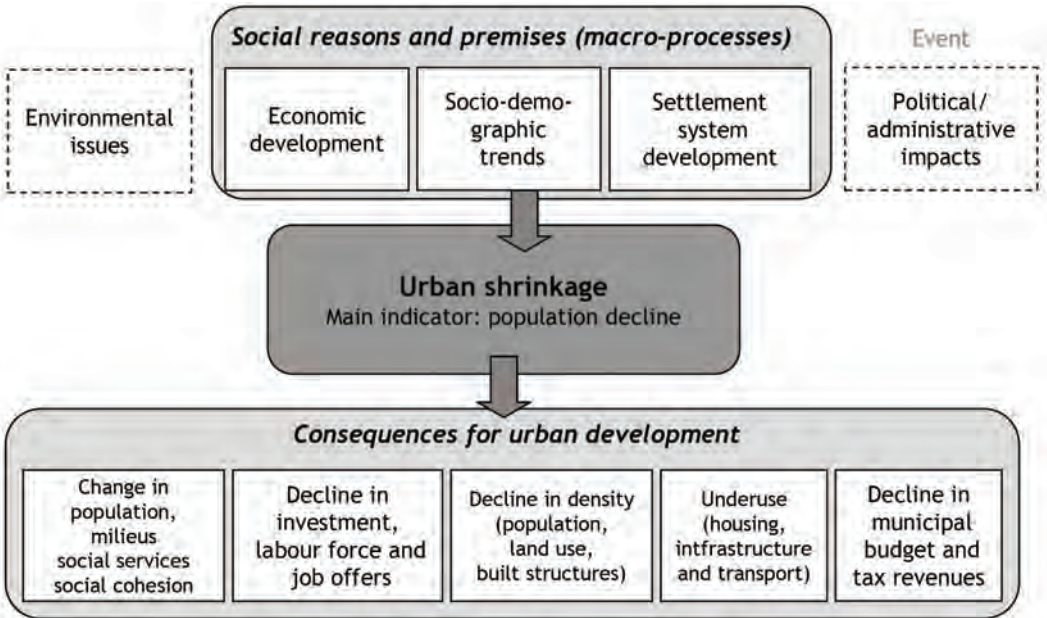 Social reasons and premises (macro-processes)
Event
Environmental
issues
Economic
development
Socio-demo-
graphic
trends
Settlement
system
development
Political/
administrative
impacts
Urban shrinkage
Main indicator: population decline
Consequences for urban development
Change in
population,
milieus
social services
social cohesion
Decline in
investment,
labour force and
job offers
Decline in density
(population,
land use,
built structures)
Underuse
(housing,
intfrastructure
and transport)
Decline in
municipal
budget and
tax revenues